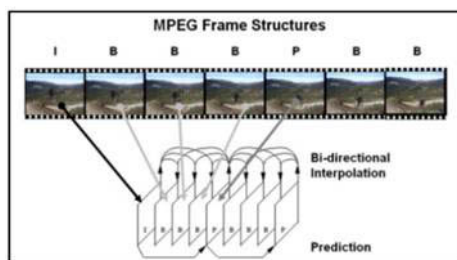 MPEG Frame Structures
I B B B P B B
Bi-directional
Interpolation
I B B B P B B B P
Prediction